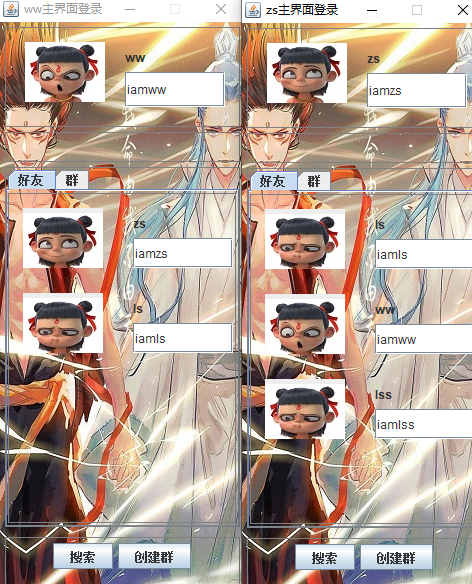 ww主界面登录
ww
iamww
好友 群
zs
iamzs
ls
iamls
搜索 创建群
zs主界面登录
zs
iamzs
好友 群
ls
iamls
ww
iamww
lss
iamlss
搜索 创建群